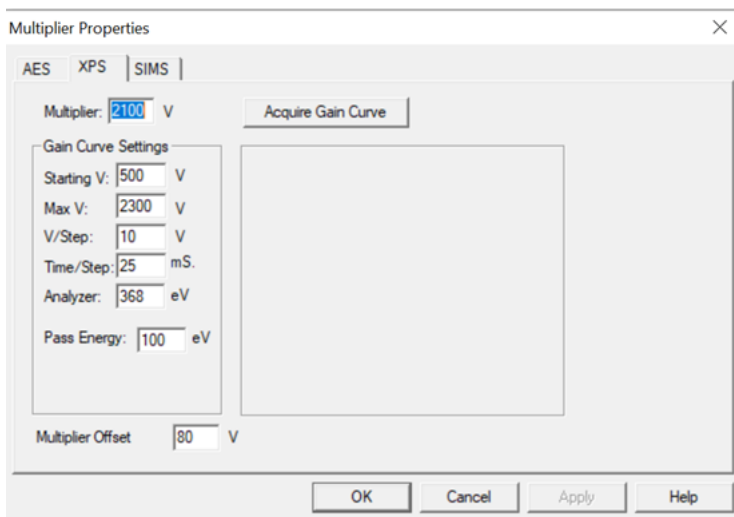 Multiplier Properties
AES XPS SIMS
Multiplier: 2100 V Acquire Gain Curve
Gain Curve Settings
Starting V: 500 V
Max V: 2300 V
V/Step: 10 V
Time/Step: 25 mS.
Analyzer: 368 eV
Pass Energy: 100 eV
Multiplier Offset 80 V
OK Cancel Apply Help